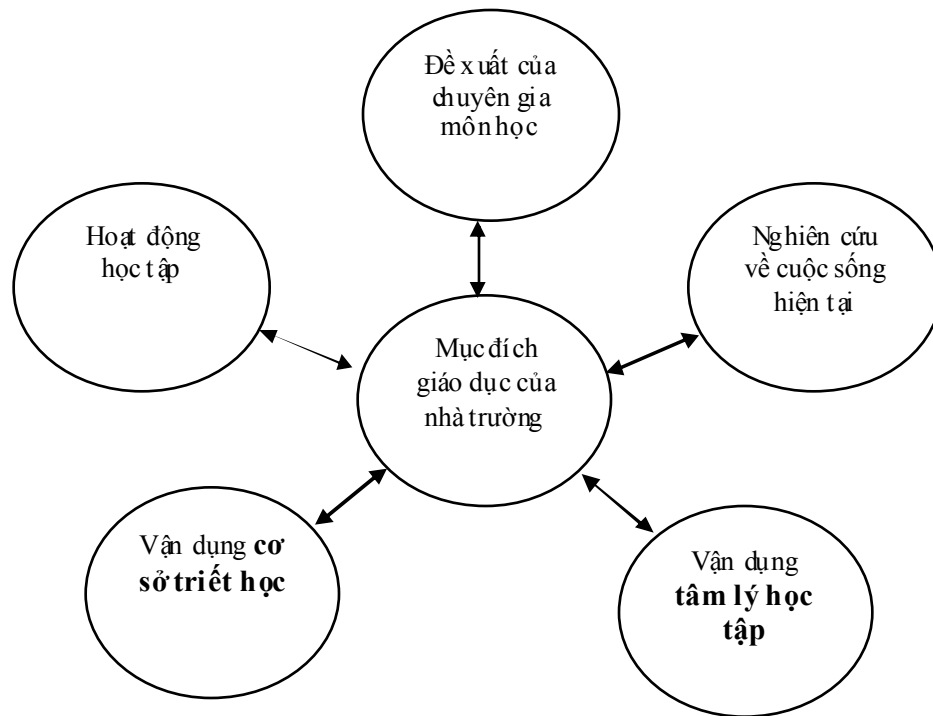 Đề xuất của
chuyên gia
môn học
Hoạt động
học tập
Nghiên cứu
về cuộc sống
hiện tại
Mục đích
giáo dục của
nhà trường
Vận dụng cơ
sở triết học
Vận dụng
tâm lý học
tập